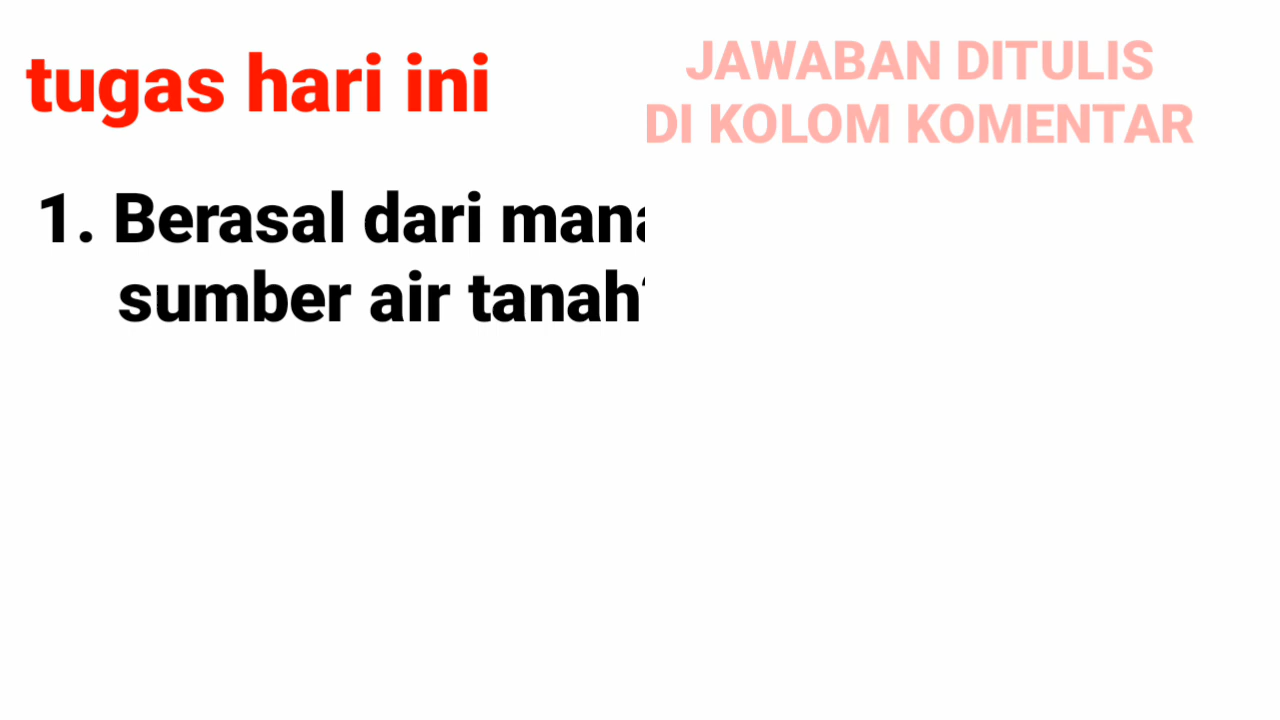 tugas hari ini
JAWABAN DITULIS
DI KOLOM KOMENTAR
1. Berasal dari mana
sumber air tanah?